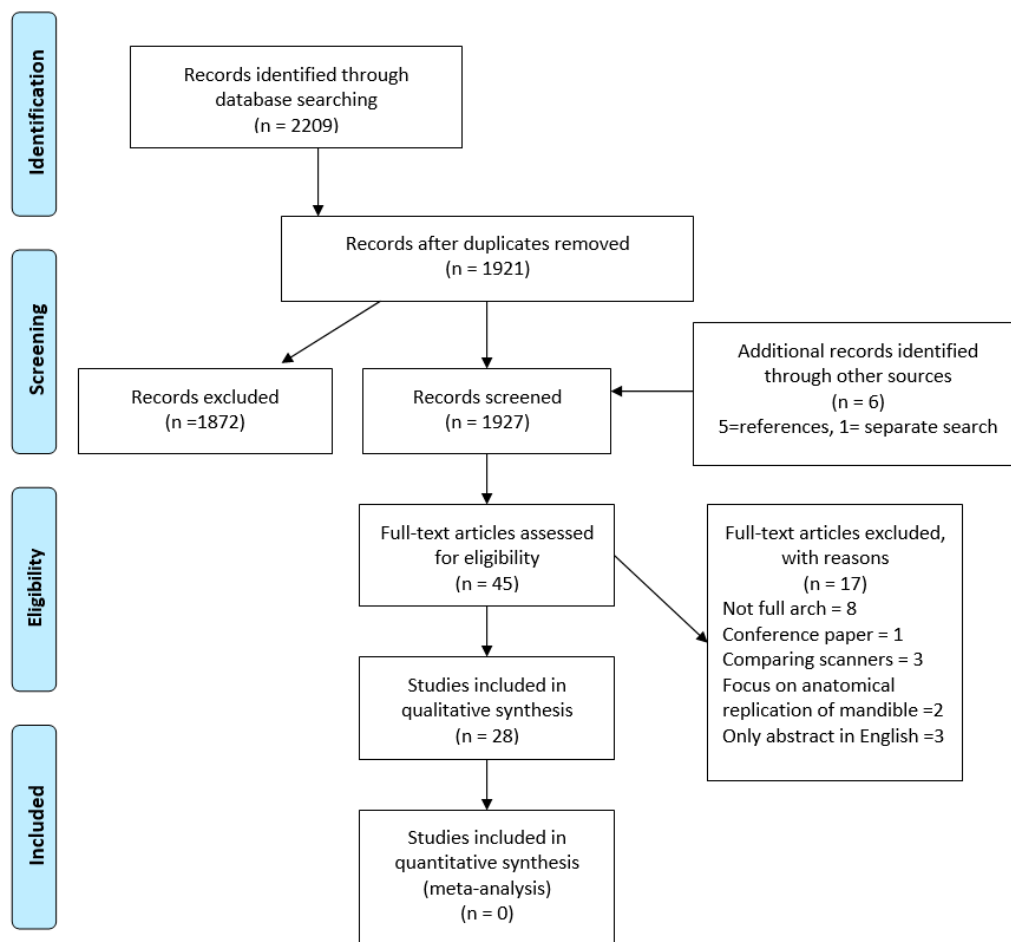 Identification
Records identified through
database searching
(n = 2209)
Records after duplicates removed
(n = 1921)
Screening
Records excluded
(n =1872)
Records screened
(n = 1927)
Additional records identified
through other sources
(n = 6)
5=references, 1= separate search
Eligibility
Full-text articles assessed
for eligibility
(n = 45)
Full-text articles excluded,
with reasons
(n = 17)
Not full arch = 8
Conference paper = 1
Comparing scanners = 3
Focus on anatomical
replication of mandible =2
Only abstract in English =3
Studies included in
qualitative synthesis
(n = 28)
Included
Studies included in
quantitative synthesis
(meta-analysis)
(n = 0)